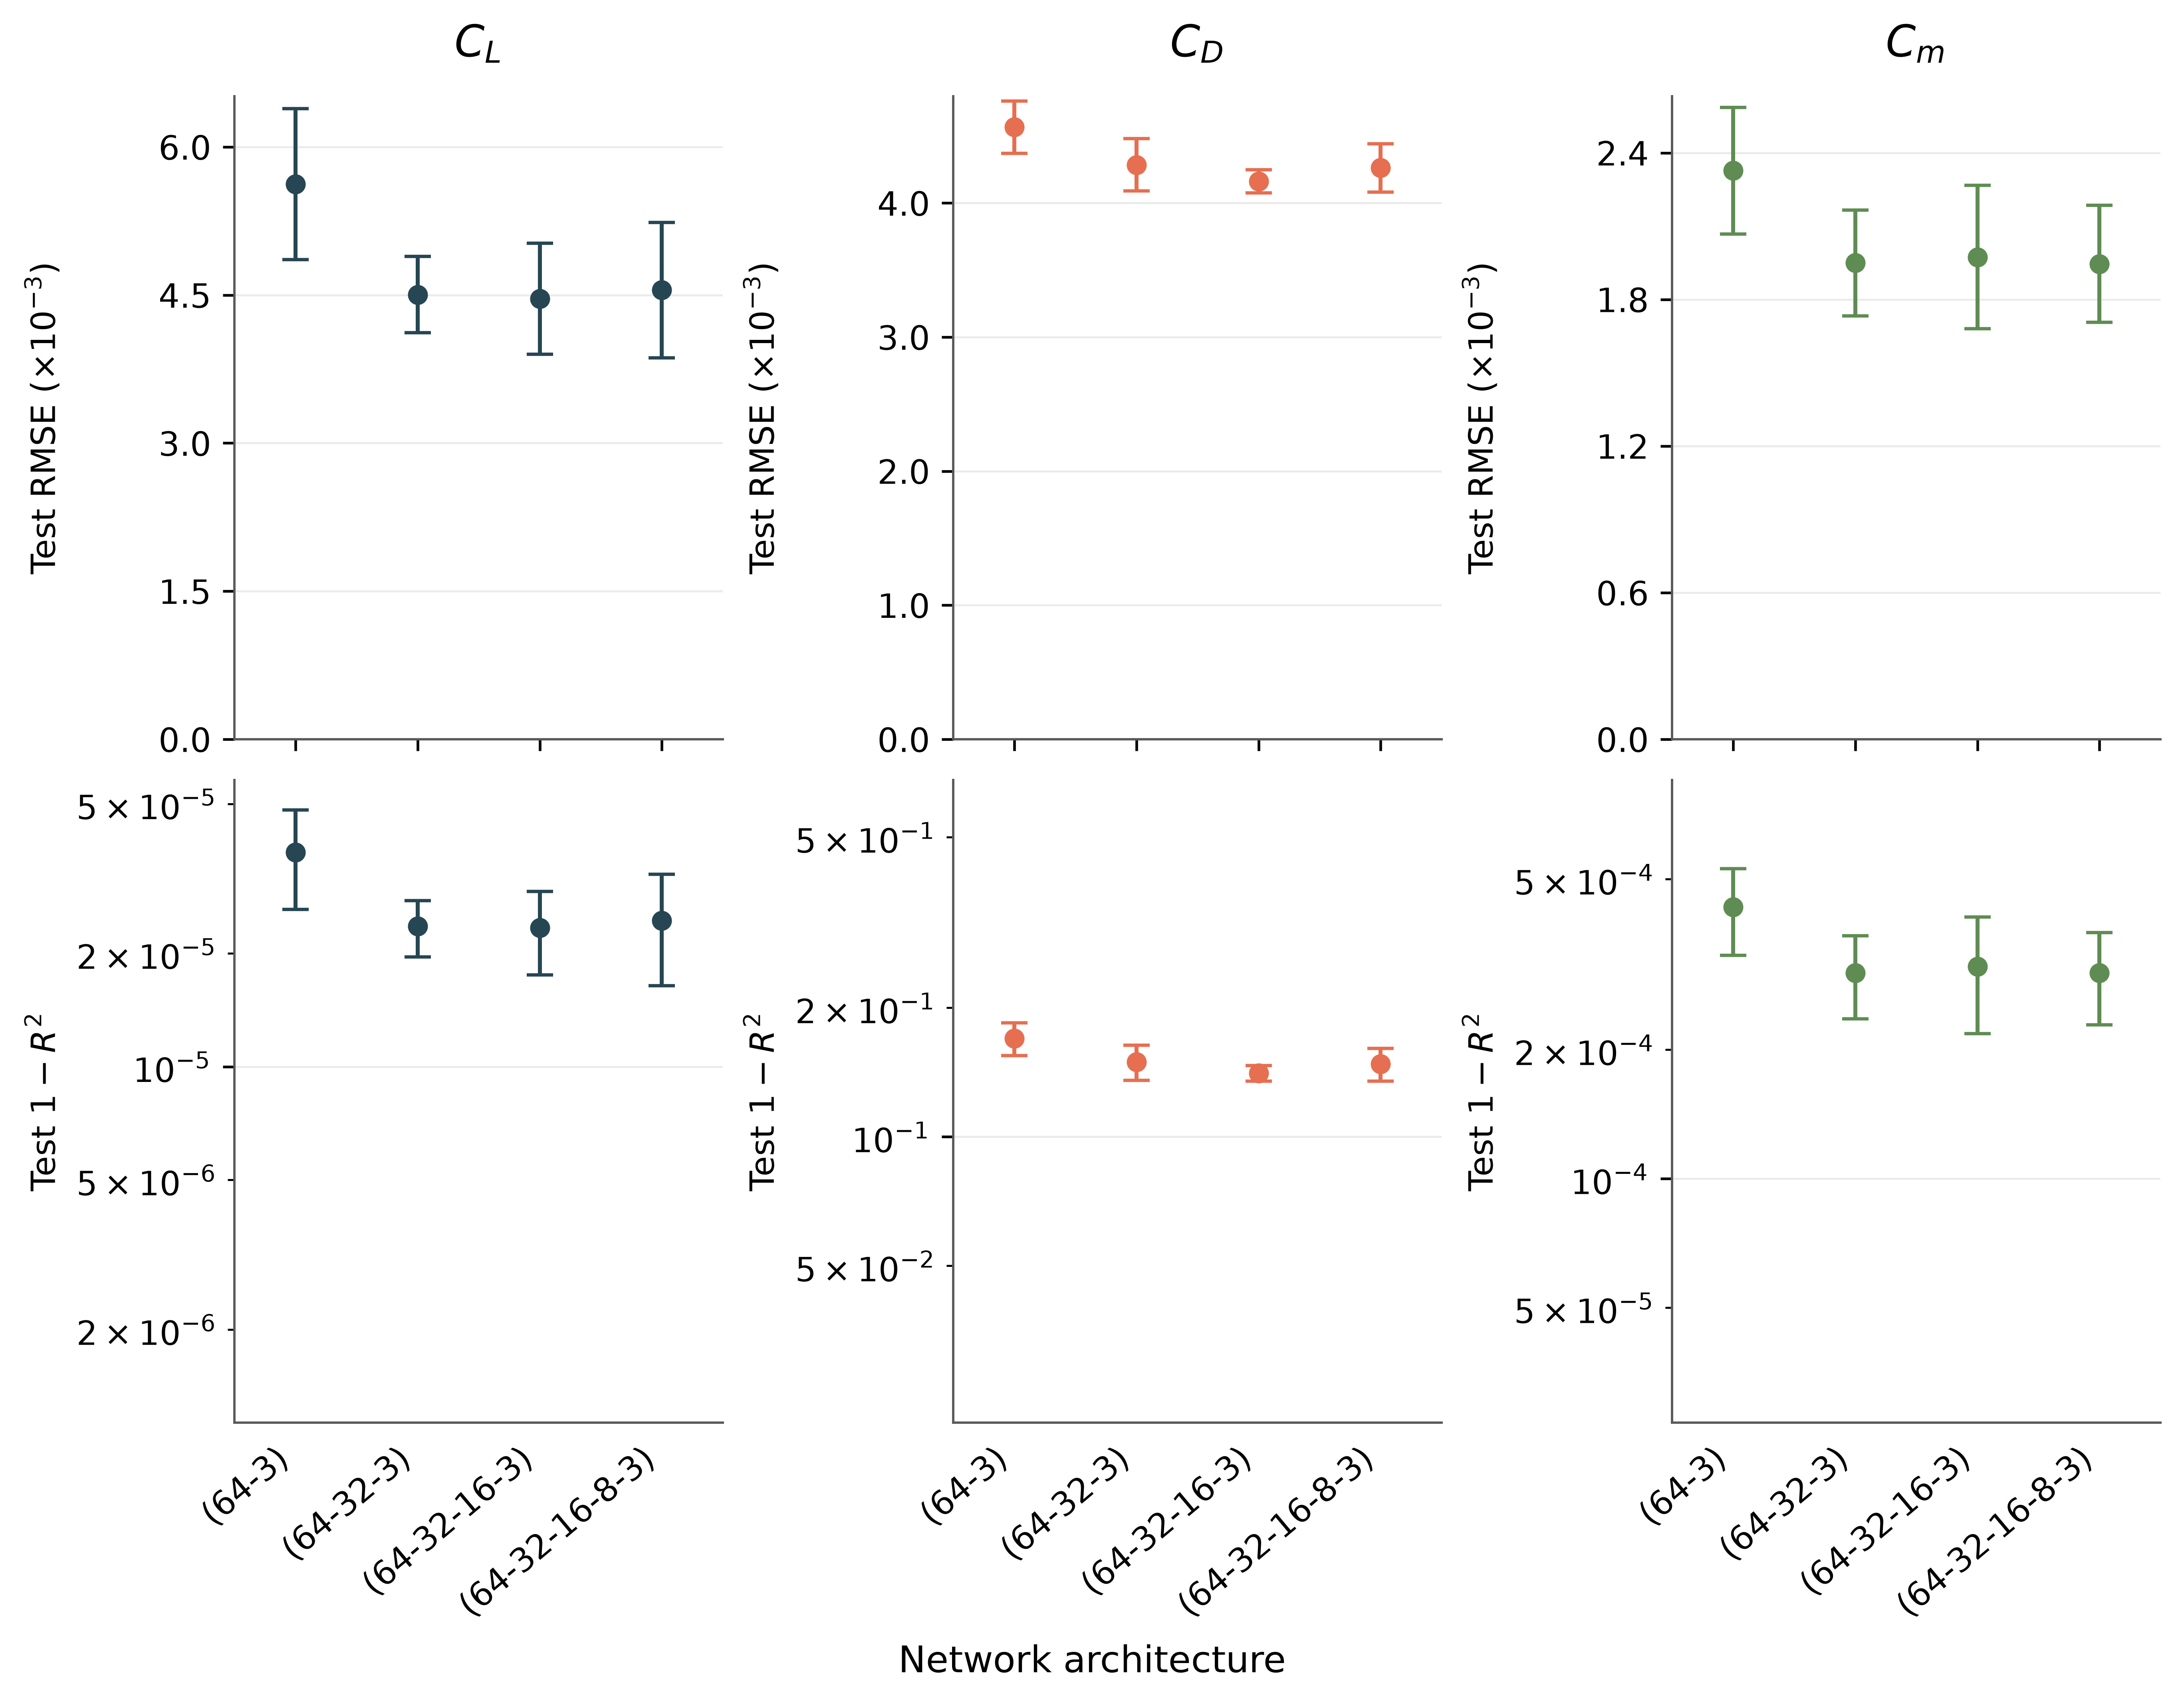 $C_L$
$C_D$
$C_m$
Test RMSE (×10⁻³)
6.0
4.5
3.0
1.5
0.0
Test RMSE (×10⁻³)
4.0
3.0
2.0
1.0
0.0
Test RMSE (×10⁻³)
2.4
1.8
1.2
0.6
0.0
Test 1 − R²
5 × 10⁻⁵
2 × 10⁻⁵
10⁻⁵
5 × 10⁻⁶
2 × 10⁻⁶
Test 1 − R²
5 × 10⁻¹
2 × 10⁻¹
10⁻¹
5 × 10⁻²
Test 1 − R²
5 × 10⁻⁴
2 × 10⁻⁴
10⁻⁴
5 × 10⁻⁵
(64-3)
(64-32-3)
(64-32-16-3)
(64-32-16-8-3)
(64-3)
(64-32-3)
(64-32-16-3)
(64-32-16-8-3)
(64-3)
(64-32-3)
(64-32-16-3)
(64-32-16-8-3)
Network architecture